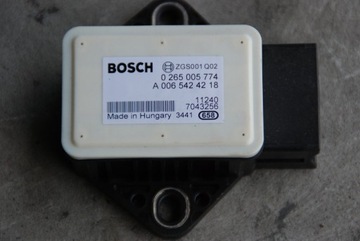 BOSCH ZGS001 Q02
0 265 005 774
A 006 542 42 18
11240
7043256
Made in Hungary 3441 658